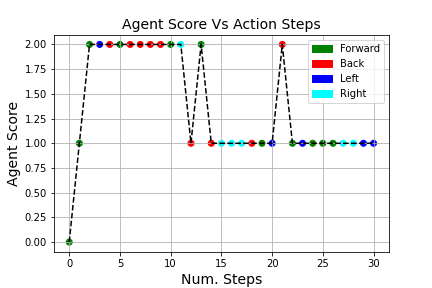 Agent Score Vs Action Steps
Agent Score
2.00
1.75
1.50
1.25
1.00
0.75
0.50
0.25
0.00
Forward
Back
Left
Right
0 5 10 15 20 25 30
Num. Steps